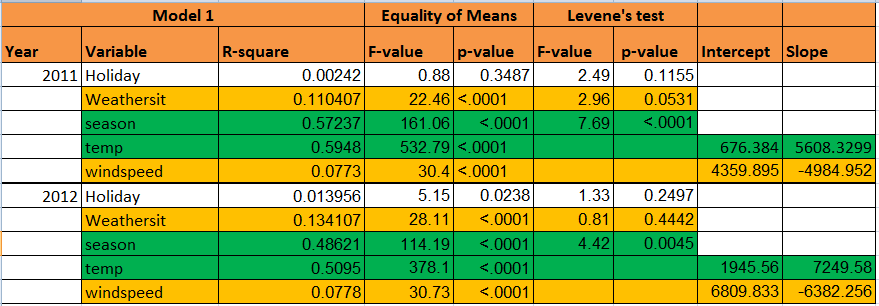 Model 1 Equality of Means Levene's test
Year Variable R-square F-value p-value F-value p-value Intercept Slope
2011 Holiday 0.00242 0.88 0.3487 2.49 0.1155
Weathersit 0.110407 22.46 <.0001 2.96 0.0531
season 0.57237 161.06 <.0001 7.69 <.0001
temp 0.5948 532.79 <.0001 676.384 5608.3299
windspeed 0.0773 30.4 <.0001 4359.895 -4984.952
2012 Holiday 0.013956 5.15 0.0238 1.33 0.2497
Weathersit 0.134107 28.11 <.0001 0.81 0.4442
season 0.48621 114.19 <.0001 4.42 0.0045
temp 0.5095 378.1 <.0001 1945.56 7249.58
windspeed 0.0778 30.73 <.0001 6809.833 -6382.256